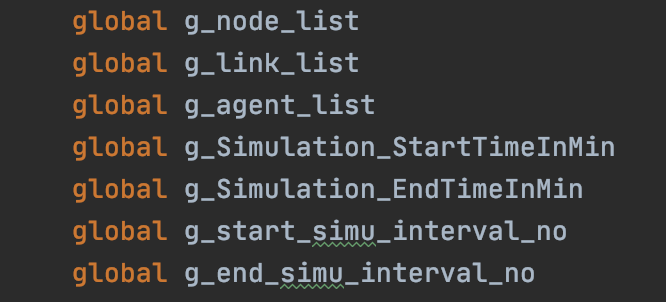 global g_node_list
global g_link_list
global g_agent_list
global g_Simulation_StartTimeInMin
global g_Simulation_EndTimeInMin
global g_start_simu_interval_no
global g_end_simu_interval_no